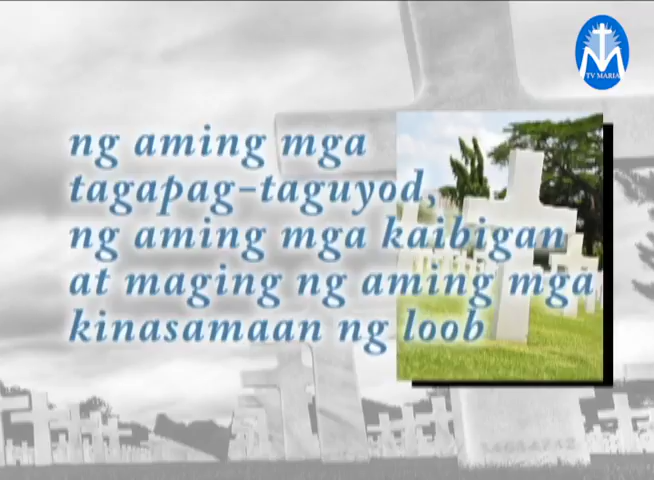 TV MARIA
ng aming mga
tagapag-taguyod,
ng aming mga kaibigan
at maging ng aming mga
kinasamaan ng loob